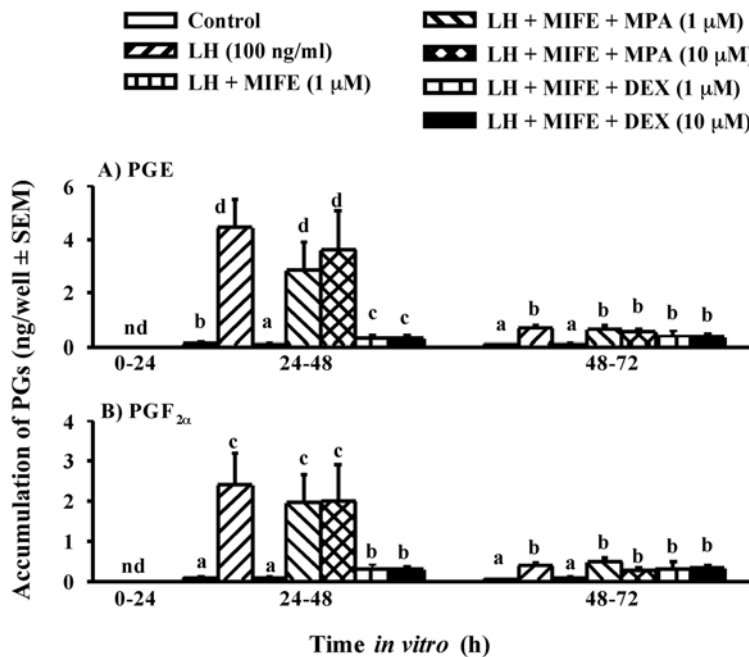 Control
LH (100 ng/ml)
LH + MIFE (1 µM)
LH + MIFE + MPA (1 µM)
LH + MIFE + MPA (10 µM)
LH + MIFE + DEX (1 µM)
LH + MIFE + DEX (10 µM)
Accumulation of PGs (ng/well ± SEM)
A) PGE
6
4
2
0
nd
b
d
a
d
d
c
c
a
b
a
b
b
b
b
0-24
24-48
48-72
B) PGF2α
4
3
2
1
0
nd
a
c
a
c
c
b
b
a
b
a
b
b
b
b
0-24
24-48
48-72
Time in vitro (h)